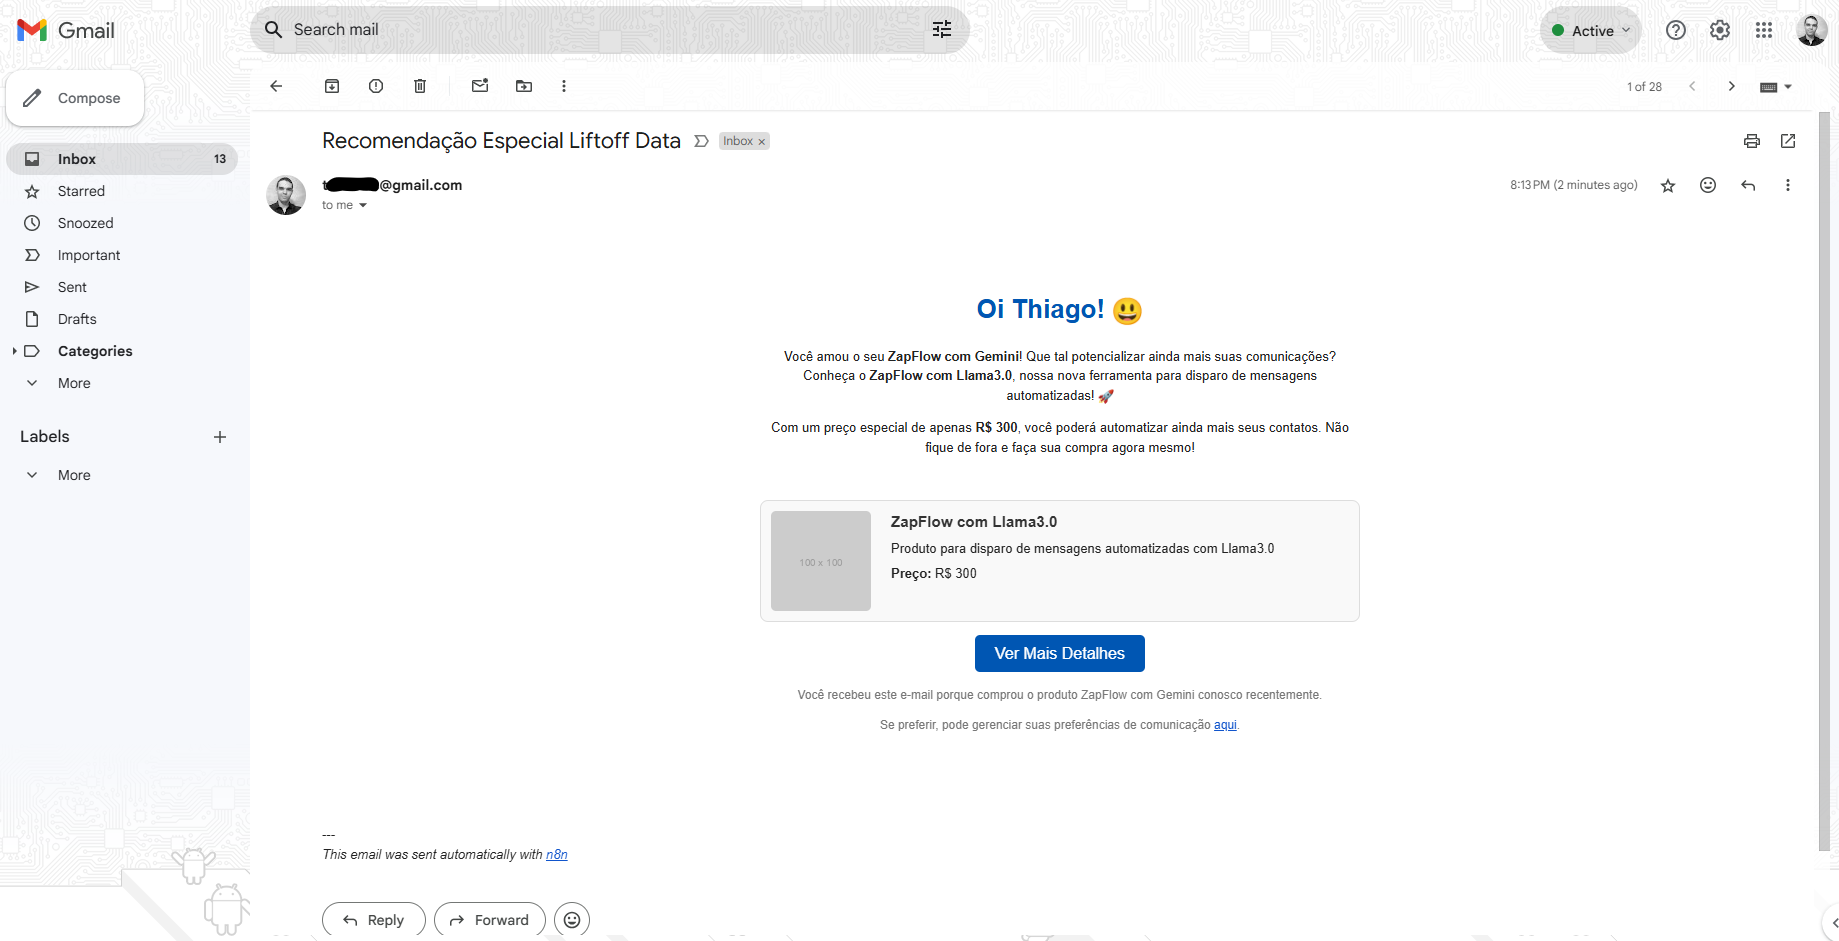 Gmail
Search mail
Active
Compose
1 of 28
Inbox 13
Starred
Snoozed
Important
Sent
Drafts
Categories
More
Labels
More
Recomendação Especial Liftoff Data
Inbox x
t @gmail.com
8:13 PM (2 minutes ago)
to me
Oi Thiago! 😃
Você amou o seu ZapFlow com Gemini! Que tal potencializar ainda mais suas comunicações?
Conheça o ZapFlow com Llama3.0, nossa nova ferramenta para disparo de mensagens
automatizadas! 🚀
Com um preço especial de apenas R$ 300, você poderá automatizar ainda mais seus contatos. Não
fique de fora e faça sua compra agora mesmo!
100 x 100
ZapFlow com Llama3.0
Produto para disparo de mensagens automatizadas com Llama3.0
Preço: R$ 300
Ver Mais Detalhes
Você recebeu este e-mail porque comprou o produto ZapFlow com Gemini conosco recentemente.
Se preferir, pode gerenciar suas preferências de comunicação aqui.
---
This email was sent automatically with n8n
Reply
Forward